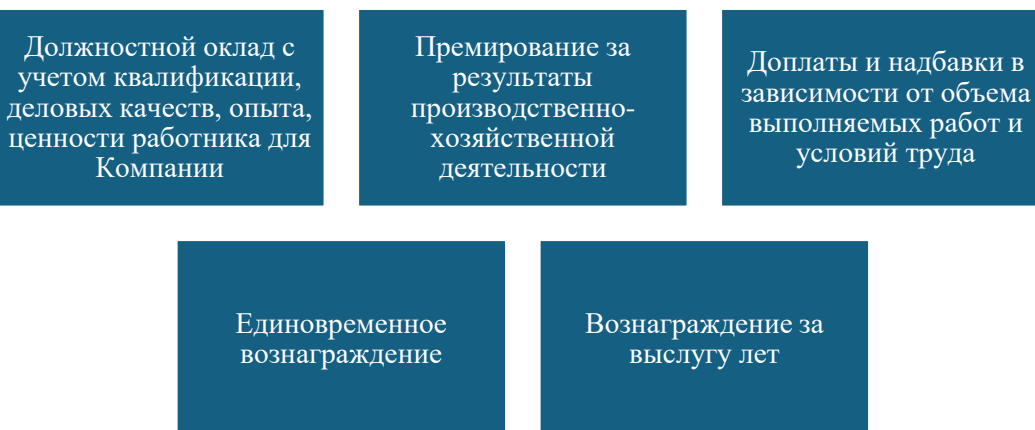 Должностной оклад с
учетом квалификации,
деловых качеств, опыта,
ценности работника для
Компании
Премирование за
результаты
производственно-
хозяйственной
деятельности
Доплаты и надбавки в
зависимости от объема
выполняемых работ и
условий труда
Единовременное
вознаграждение
Вознаграждение за
выслугу лет